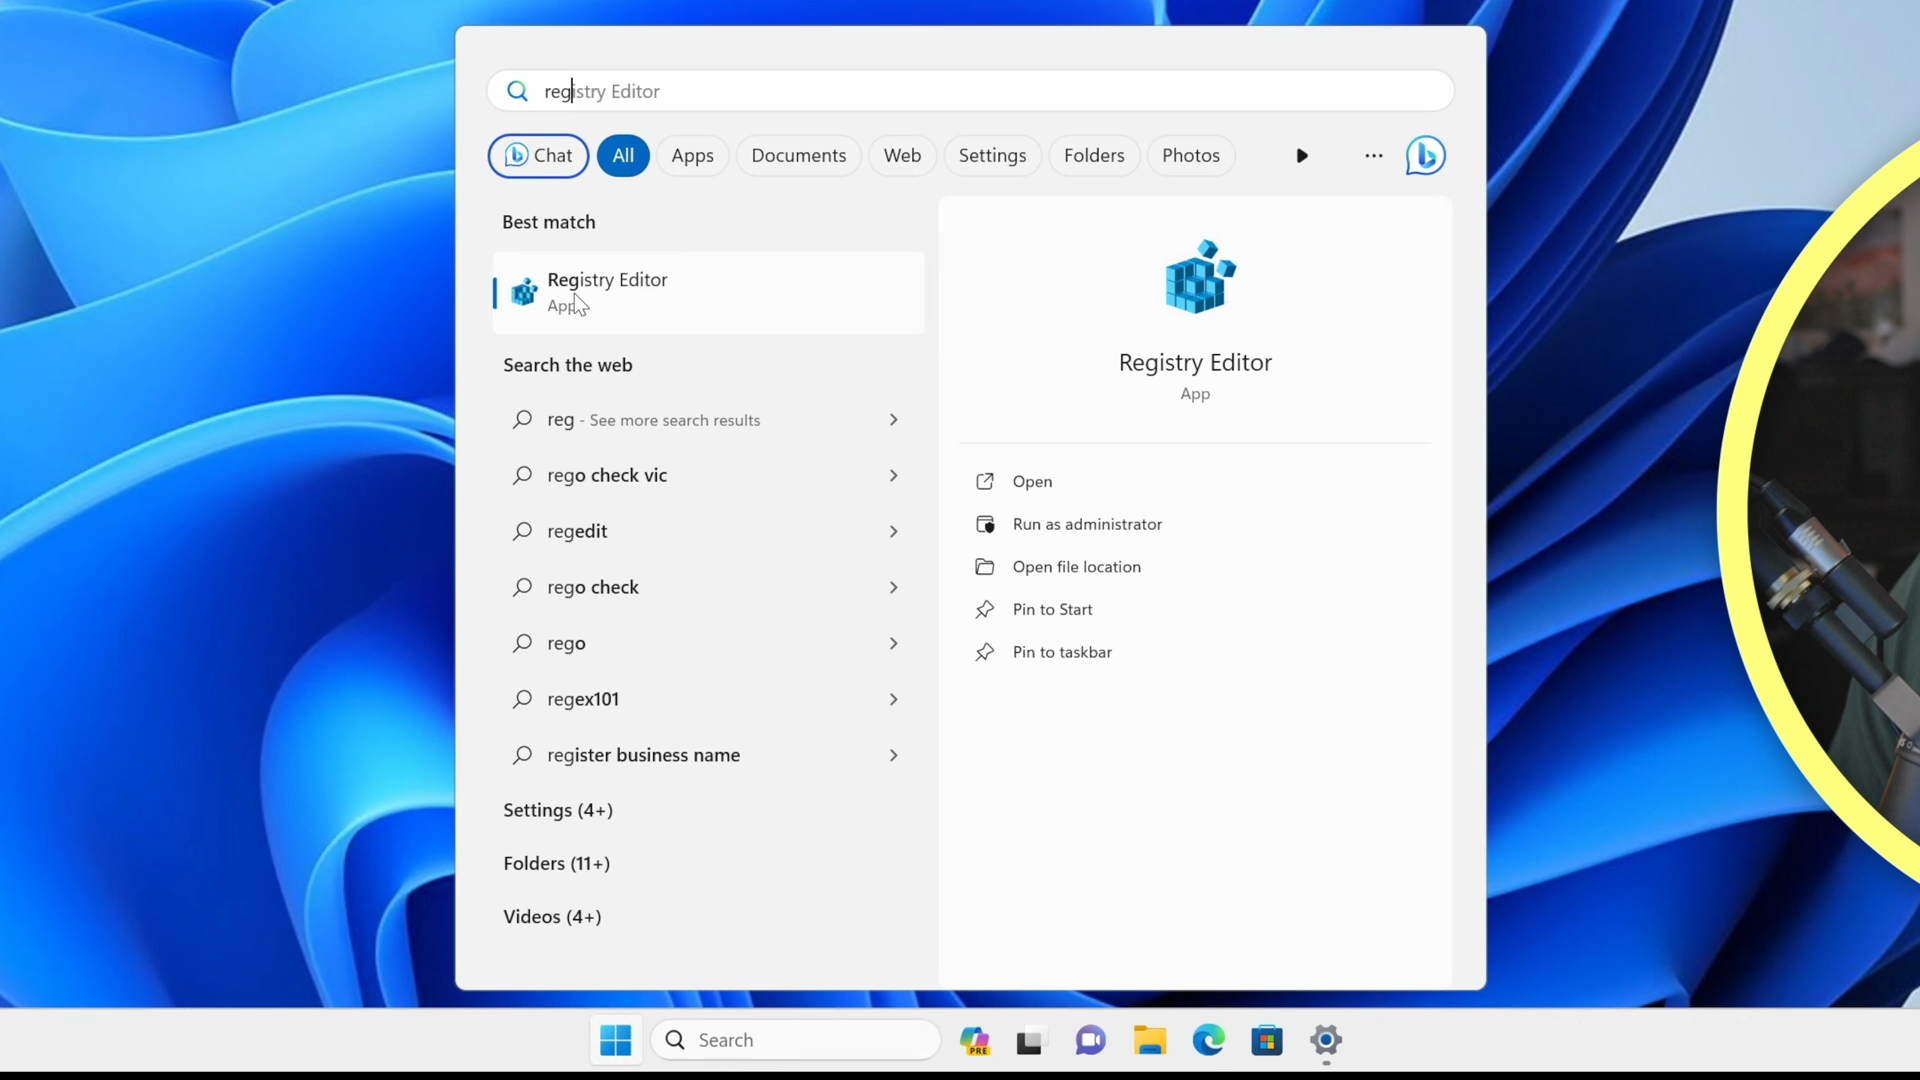 registry Editor
Chat All Apps Documents Web Settings Folders Photos
Best match
Registry Editor
App
Search the web
reg - See more search results
rego check vic
regedit
rego check
rego
regex101
register business name
Settings (4+)
Folders (11+)
Videos (4+)
Registry Editor
App
Open
Run as administrator
Open file location
Pin to Start
Pin to taskbar
Search
PRE